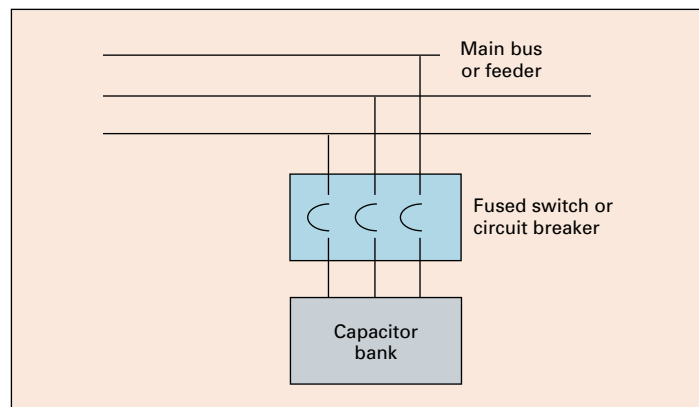 Main bus
or feeder
Fused switch or
circuit breaker
Capacitor
bank